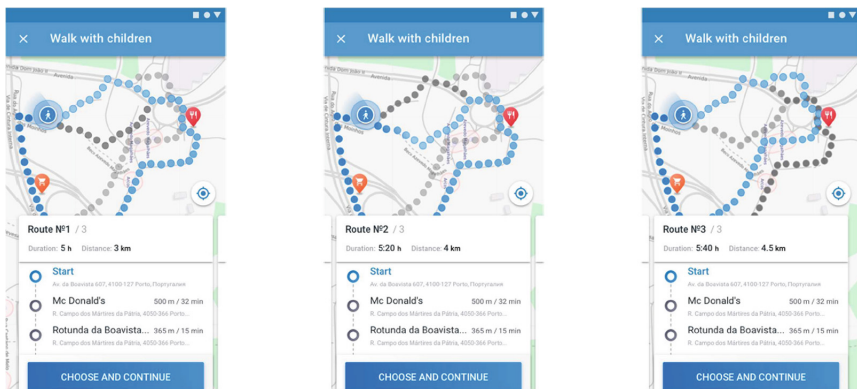 Walk with children
Avenida Dom João II
Avenida
Route №1 / 3
Duration: 5 h Distance: 3 km
Start
Av. da Boavista 607, 4100-127 Porto, Португалия
Mc Donald's 500 m / 32 min
R. Campo dos Mártires da Pátria, 4050-366 Porto...
Rotunda da Boavista... 365 m / 15 min
R. Campo dos Mártires da Pátria, 4050-366 Porto...
CHOOSE AND CONTINUE
Walk with children
Avenida
Route №2 / 3
Duration: 5:20 h Distance: 4 km
Start
Av. da Boavista 607, 4100-127 Porto, Португалия
Mc Donald's 500 m / 32 min
R. Campo dos Mártires da Pátria, 4050-366 Porto...
Rotunda da Boavista... 365 m / 15 min
R. Campo dos Mártires da Pátria, 4050-366 Porto...
CHOOSE AND CONTINUE
Walk with children
Avenida
Route №3 / 3
Duration: 5:40 h Distance: 4.5 km
Start
Av. da Boavista 607, 4100-127 Porto, Португалия
Mc Donald's 500 m / 32 min
R. Campo dos Mártires da Pátria, 4050-366 Porto...
Rotunda da Boavista... 365 m / 15 min
R. Campo dos Mártires da Pátria, 4050-366 Porto...
CHOOSE AND CONTINUE